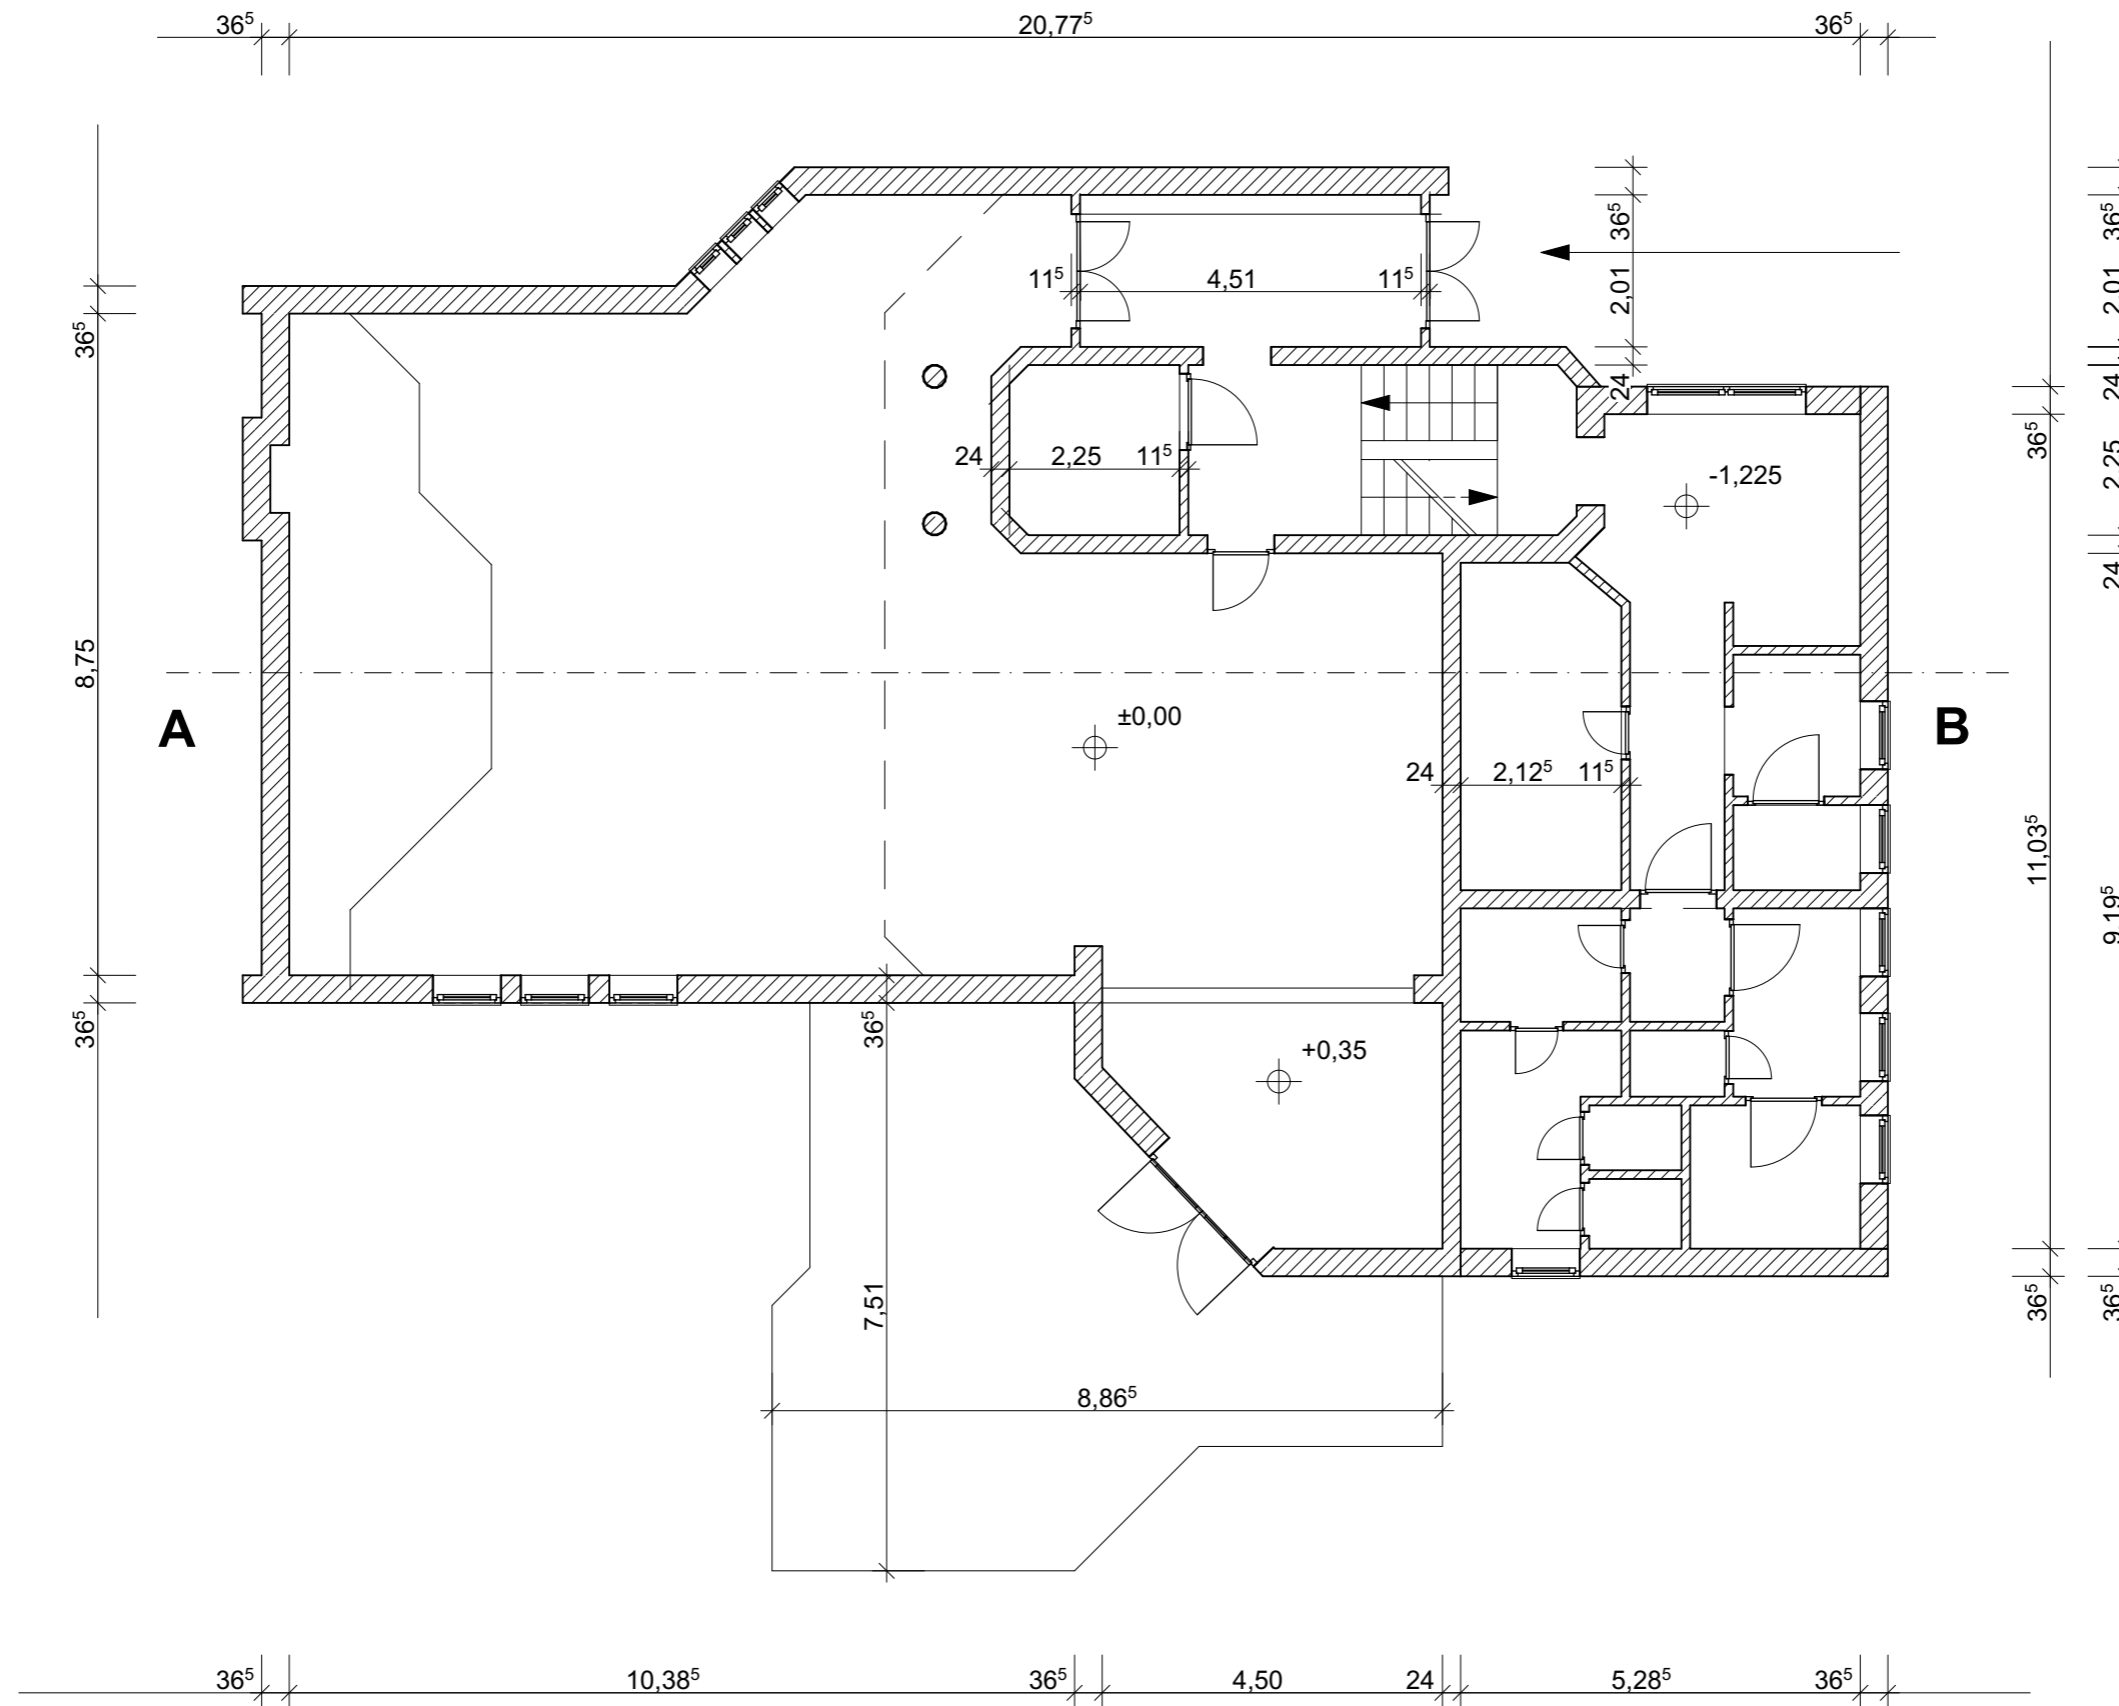 36⁵ 20,77⁵ 36⁵
36⁵ 2,01 24
36⁵ 2,01 24 2,25 24 9,19⁵ 36⁵
11⁵ 4,51 11⁵
36⁵ 8,75 36⁵
24 2,25 11⁵
-1,225
36⁵ 11,03⁵ 36⁵
A
±0,00
B
24 2,12⁵ 11⁵
+0,35
36⁵ 7,51
8,86⁵
36⁵ 10,38⁵ 36⁵ 4,50 24 5,28⁵ 36⁵